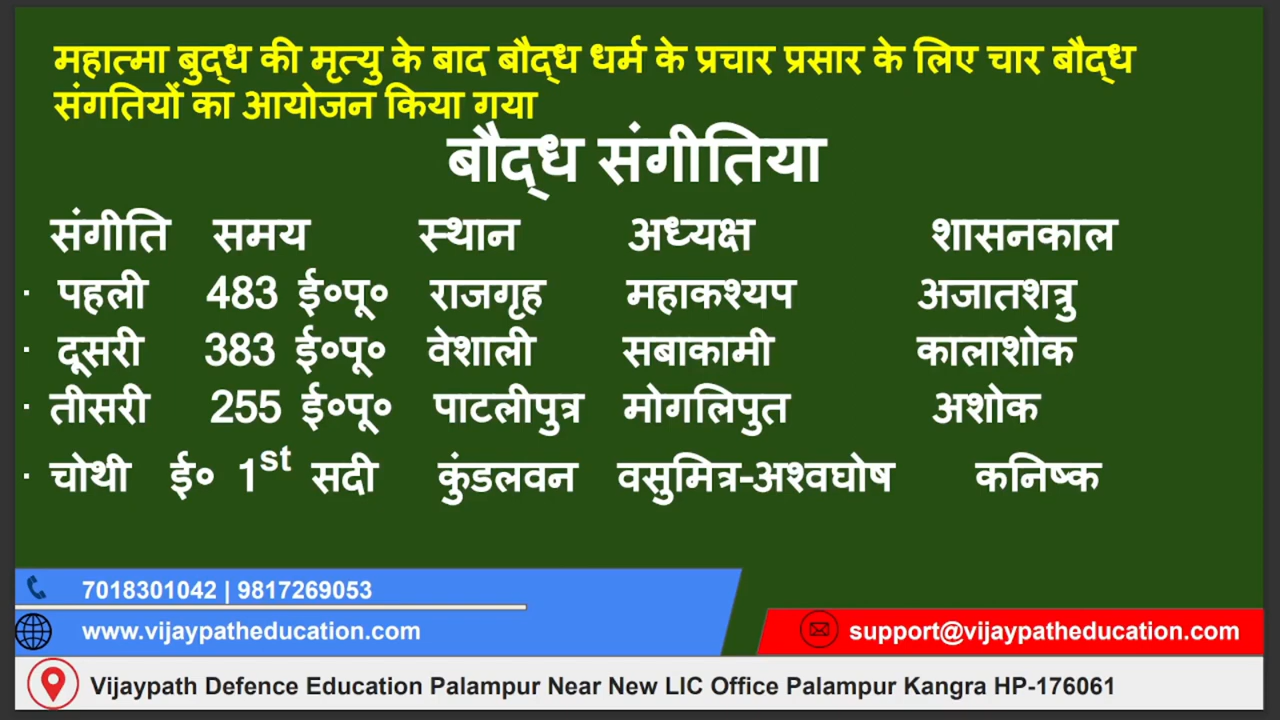 महात्मा बुद्ध की मृत्यु के बाद बौद्ध धर्म के प्रचार प्रसार के लिए चार बौद्ध
संगतियों का आयोजन किया गया
बौद्ध संगीतिया
संगीति समय स्थान अध्यक्ष शासनकाल
· पहली 483 ई०पू० राजगृह महाकश्यप अजातशत्रु
· दूसरी 383 ई०पू० वेशाली सबाकामी कालाशोक
· तीसरी 255 ई०पू० पाटलीपुत्र मोगलिपुत अशोक
· चोथी ई० 1st सदी कुंडलवन वसुमित्र-अश्वघोष कनिष्क
7018301042 | 9817269053
www.vijaypatheducation.com
support@vijaypatheducation.com
Vijaypath Defence Education Palampur Near New LIC Office Palampur Kangra HP-176061